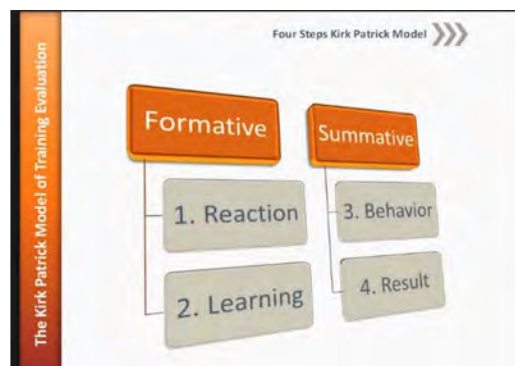 Four Steps Kirk Patrick Model
The Kirk Patrick Model of Training Evaluation
Formative
1. Reaction
2. Learning
Summative
3. Behavior
4. Result